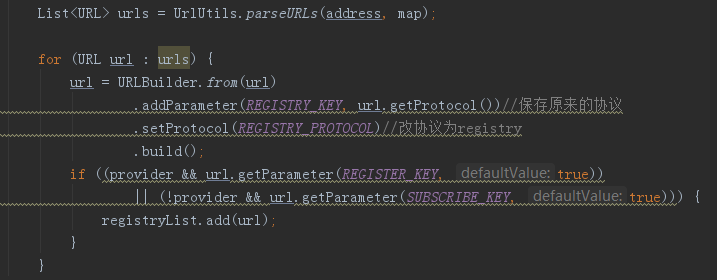 List<URL> urls = UrlUtils.parseURLs(address, map);
for (URL url : urls) {
url = URLBuilder.from(url)
.addParameter(REGISTRY_KEY, url.getProtocol())//保存原来的协议
.setProtocol(REGISTRY_PROTOCOL)//改协议为registry
.build();
if ((provider && url.getParameter(REGISTER_KEY, defaultValue: true))
|| (!provider && url.getParameter(SUBSCRIBE_KEY, defaultValue: true))) {
registryList.add(url);
}
}